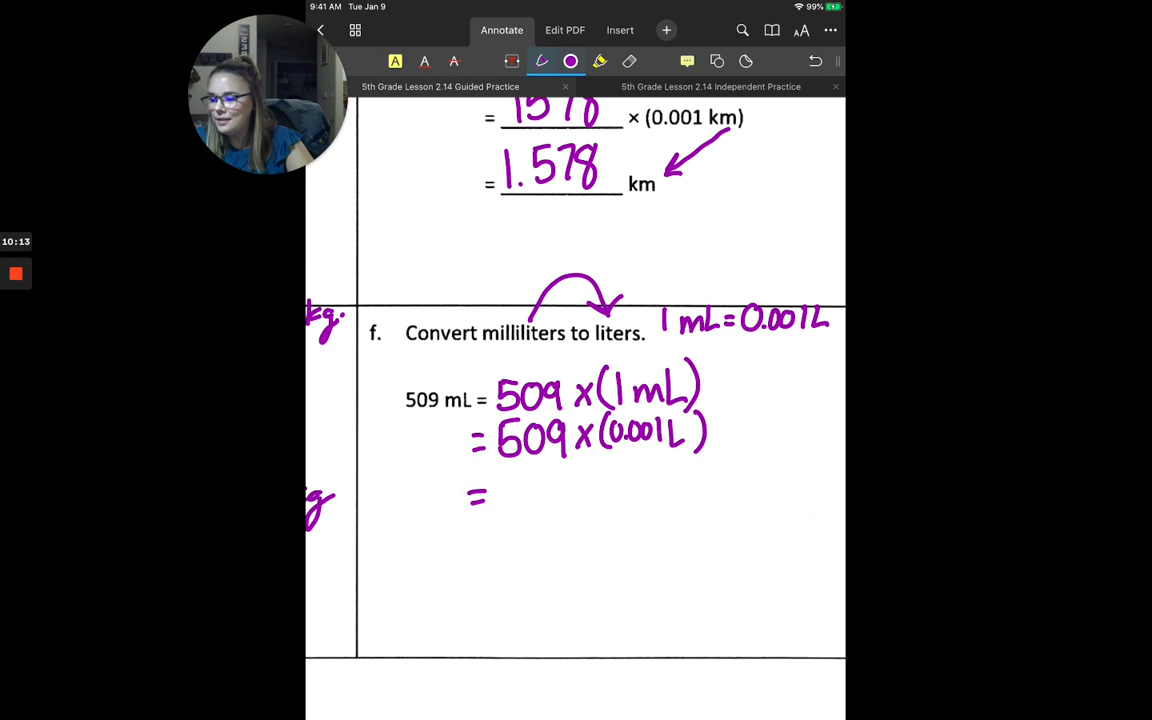 9:41 AM Tue Jan 9
99%
Annotate Edit PDF Insert
5th Grade Lesson 2.14 Guided Practice
5th Grade Lesson 2.14 Independent Practice
= 1578 × (0.001 km)
= 1.578 km
10:13
kg.
f. Convert milliliters to liters. 1 mL = 0.001L
509 mL = 509 × (1 mL)
= 509 × (0.001L)
=